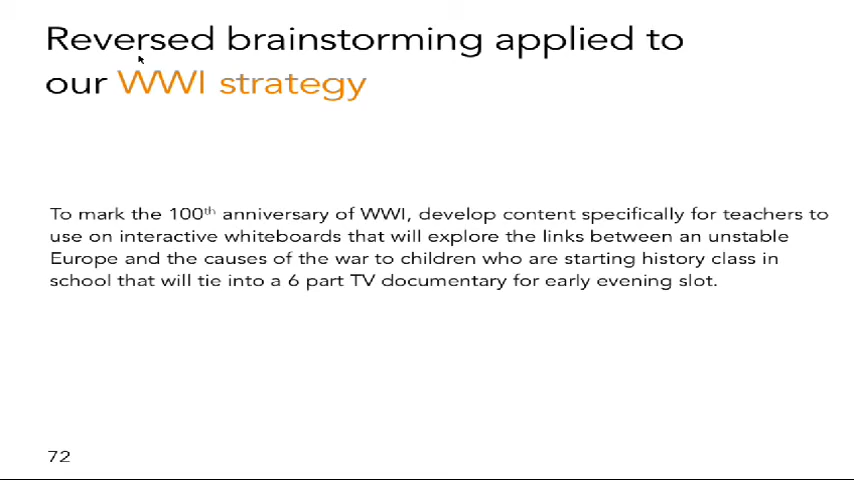 Reversed brainstorming applied to
our WWI strategy
To mark the 100th anniversary of WWI, develop content specifically for teachers to
use on interactive whiteboards that will explore the links between an unstable
Europe and the causes of the war to children who are starting history class in
school that will tie into a 6 part TV documentary for early evening slot.
72